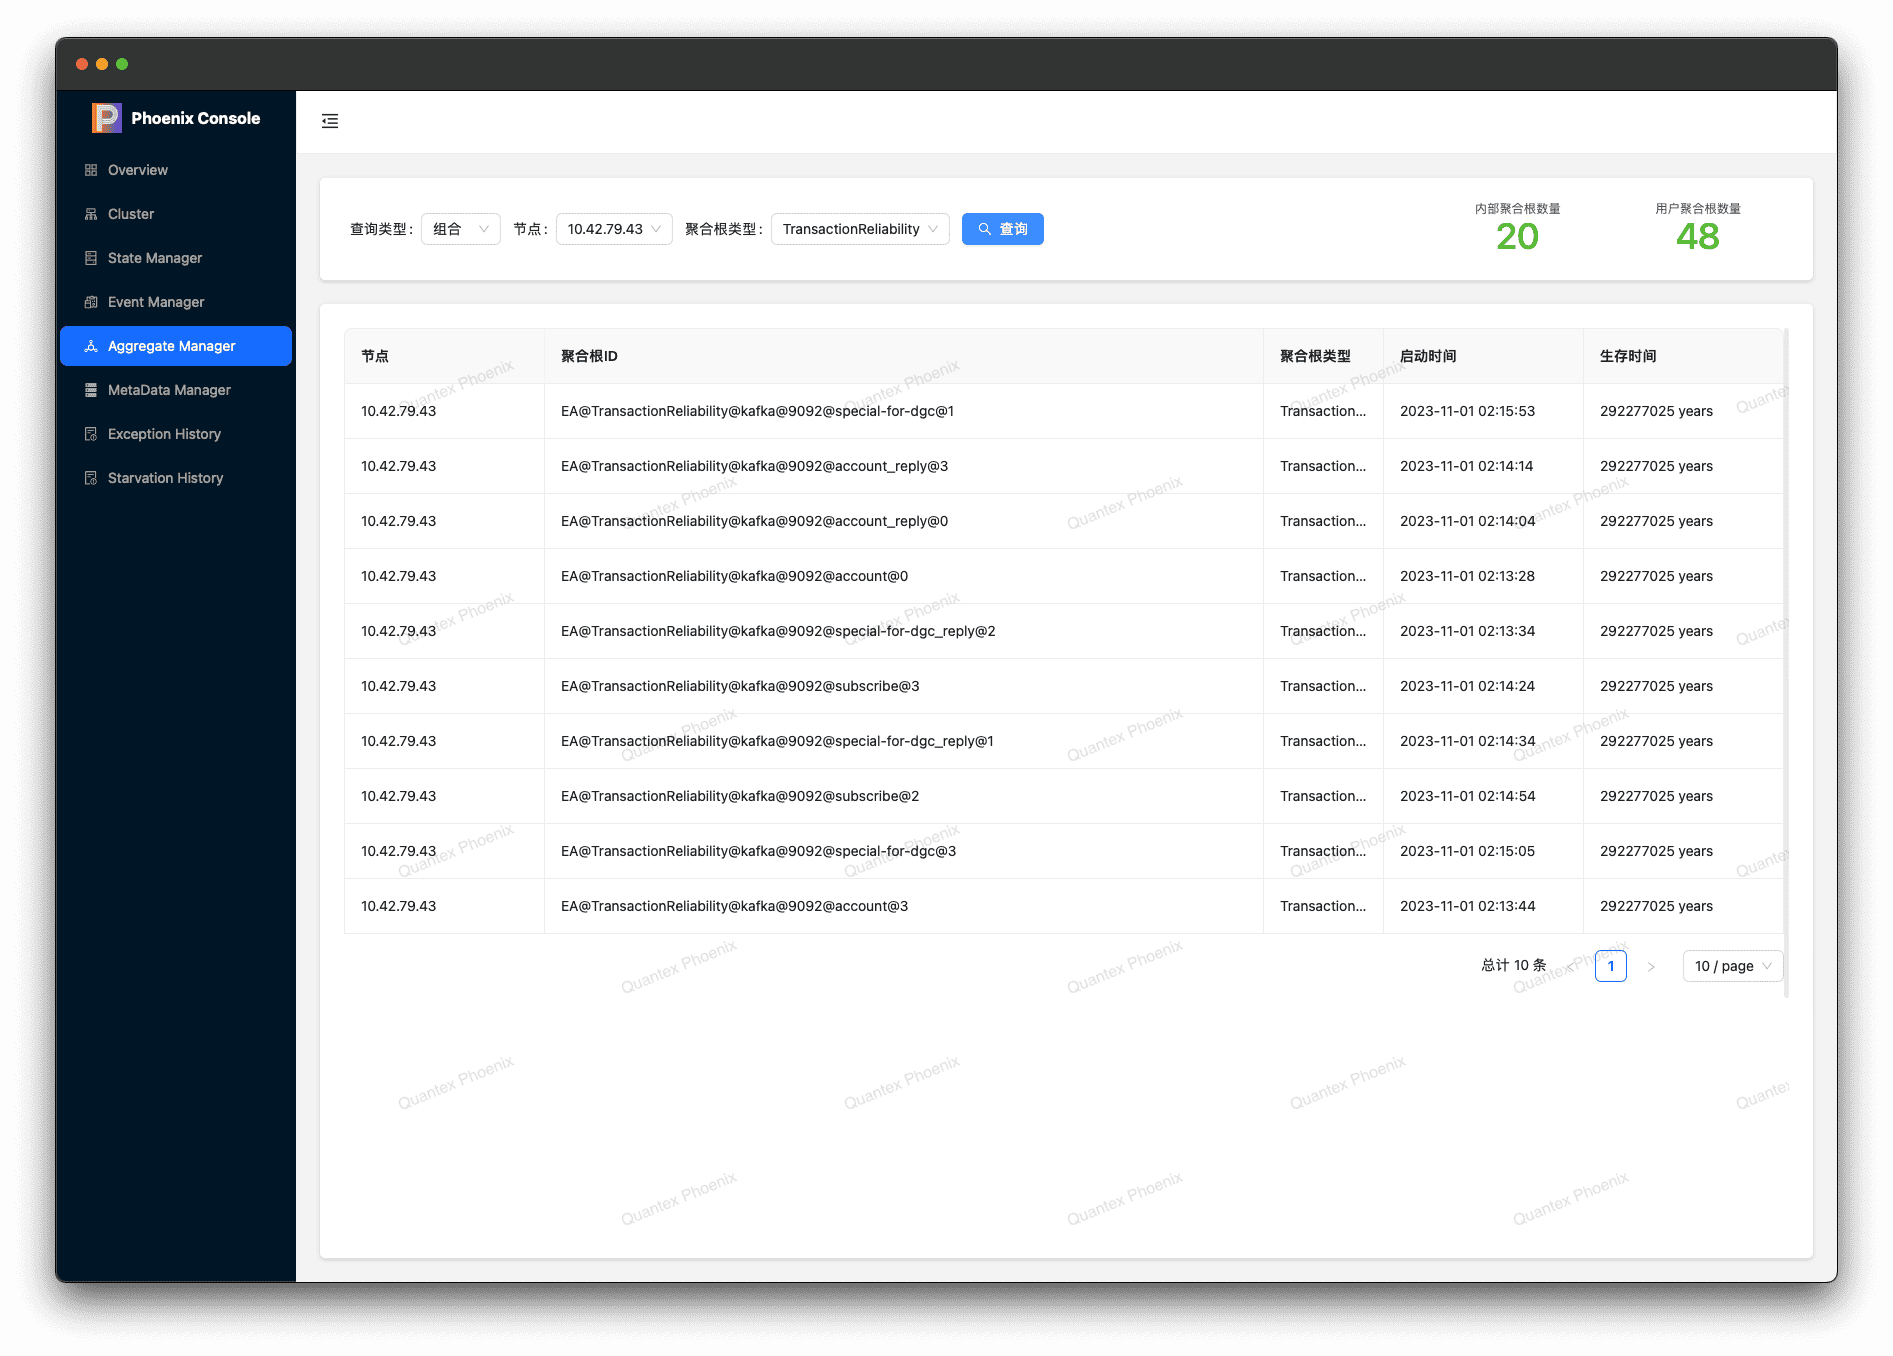 Phoenix Console
Overview
Cluster
State Manager
Event Manager
Aggregate Manager
MetaData Manager
Exception History
Starvation History
查询类型: 组合 节点: 10.42.79.43 聚合根类型: TransactionReliability 查询
内部聚合根数量 用户聚合根数量
20 48
节点 聚合根ID 聚合根类型 启动时间 生存时间
10.42.79.43 EA@TransactionReliability@kafka@9092@special-for-dgc@1 Transaction... 2023-11-01 02:15:53 292277025 years
10.42.79.43 EA@TransactionReliability@kafka@9092@account_reply@3 Transaction... 2023-11-01 02:14:14 292277025 years
10.42.79.43 EA@TransactionReliability@kafka@9092@account_reply@0 Transaction... 2023-11-01 02:14:04 292277025 years
10.42.79.43 EA@TransactionReliability@kafka@9092@account@0 Transaction... 2023-11-01 02:13:28 292277025 years
10.42.79.43 EA@TransactionReliability@kafka@9092@special-for-dgc_reply@2 Transaction... 2023-11-01 02:13:34 292277025 years
10.42.79.43 EA@TransactionReliability@kafka@9092@subscribe@3 Transaction... 2023-11-01 02:14:24 292277025 years
10.42.79.43 EA@TransactionReliability@kafka@9092@special-for-dgc_reply@1 Transaction... 2023-11-01 02:14:34 292277025 years
10.42.79.43 EA@TransactionReliability@kafka@9092@subscribe@2 Transaction... 2023-11-01 02:14:54 292277025 years
10.42.79.43 EA@TransactionReliability@kafka@9092@special-for-dgc@3 Transaction... 2023-11-01 02:15:05 292277025 years
10.42.79.43 EA@TransactionReliability@kafka@9092@account@3 Transaction... 2023-11-01 02:13:44 292277025 years
总计 10 条 < 1 > 10 / page
Quantex Phoenix